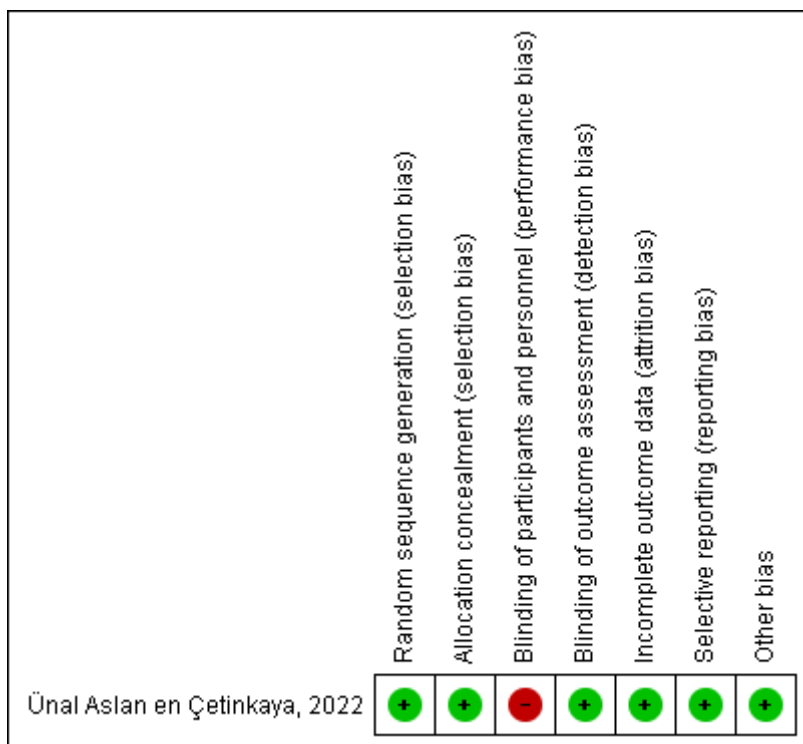 Random sequence generation (selection bias)
Allocation concealment (selection bias)
Blinding of participants and personnel (performance bias)
Blinding of outcome assessment (detection bias)
Incomplete outcome data (attrition bias)
Selective reporting (reporting bias)
Other bias
Ünal Aslan en Çetinkaya, 2022 + + - + + + +